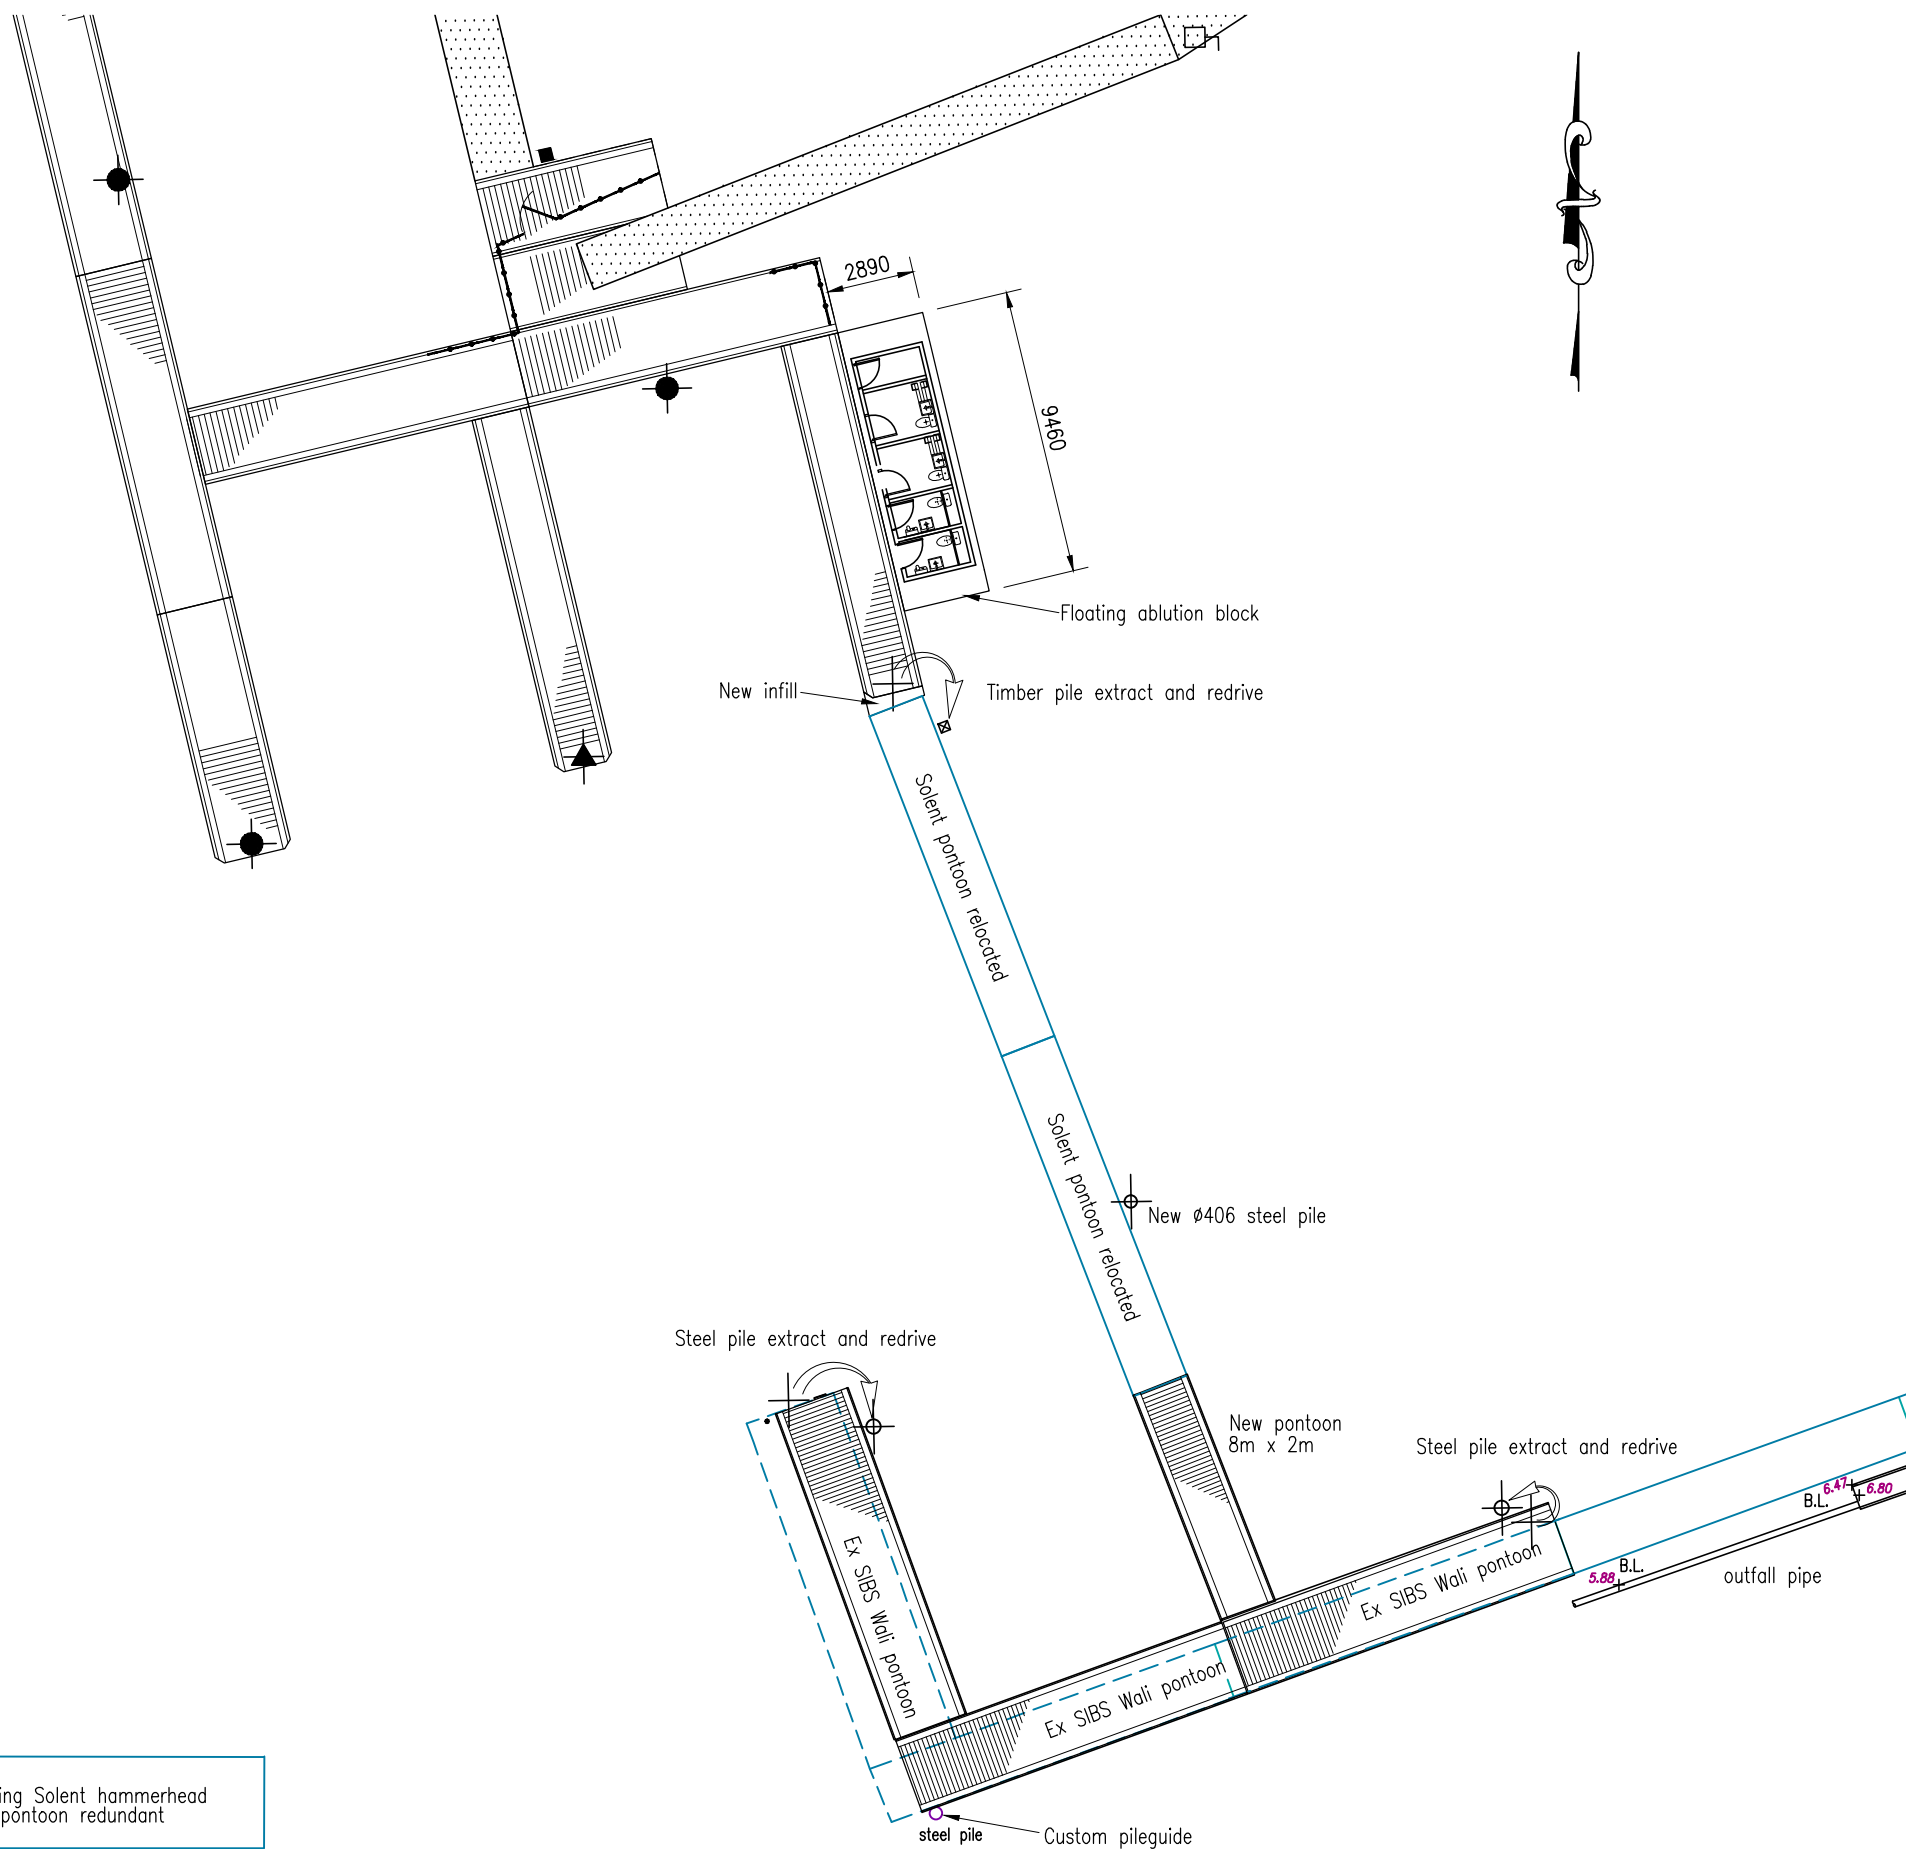 2890
9460
Floating ablution block
New infill
Timber pile extract and redrive
Solent pontoon relocated
Solent pontoon relocated
New Ø406 steel pile
Steel pile extract and redrive
New pontoon
8m x 2m
Steel pile extract and redrive
6.47
6.80
B.L.
Ex SIBS Wali pontoon
Ex SIBS Wali pontoon
B.L.
5.88
outfall pipe
Ex SIBS Wali pontoon
ing Solent hammerhead
pontoon redundant
steel pile
Custom pileguide